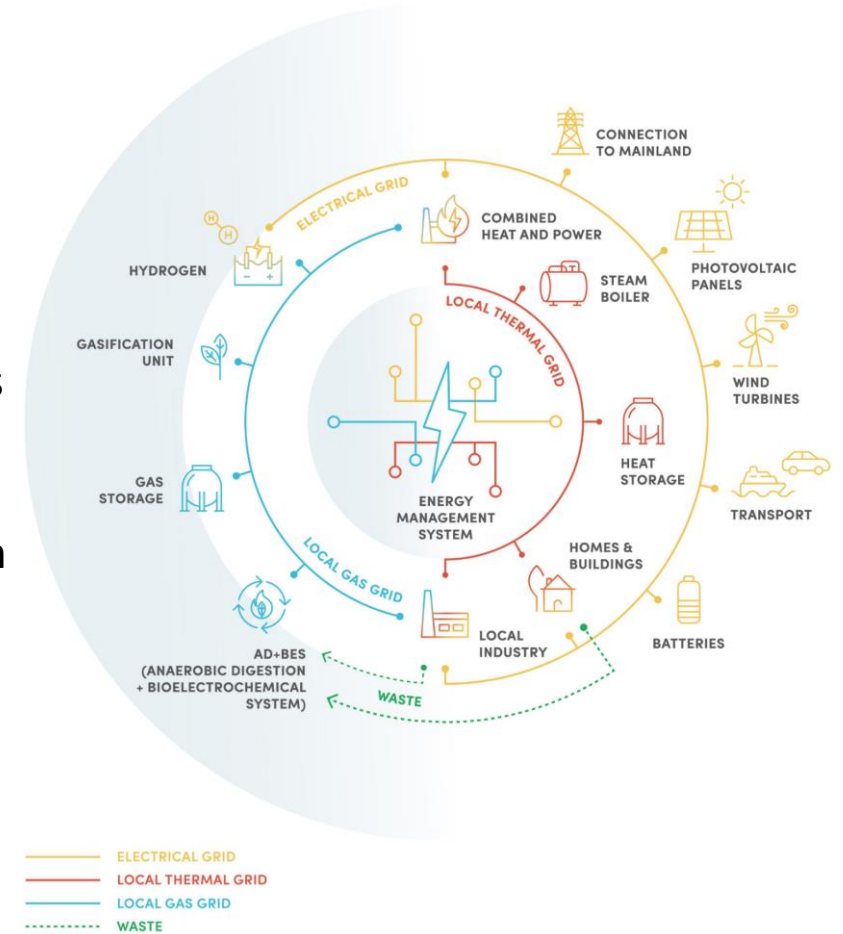 CONNECTION
TO MAINLAND
ELECTRICAL GRID
COMBINED
HEAT AND POWER
H
H
- +
HYDROGEN
PHOTOVOLTAIC
PANELS
STEAM
BOILER
LOCAL THERMAL GRID
GASIFICATION
UNIT
WIND
TURBINES
s
HEAT
STORAGE
GAS
STORAGE
ENERGY
MANAGEMENT
SYSTEM
TRANSPORT
n
HOMES &
BUILDINGS
LOCAL GAS GRID
LOCAL
INDUSTRY
BATTERIES
AD+BES
(ANAEROBIC DIGESTION
+ BIOELECTROCHEMICAL
SYSTEM)
WASTE
ELECTRICAL GRID
LOCAL THERMAL GRID
LOCAL GAS GRID
WASTE